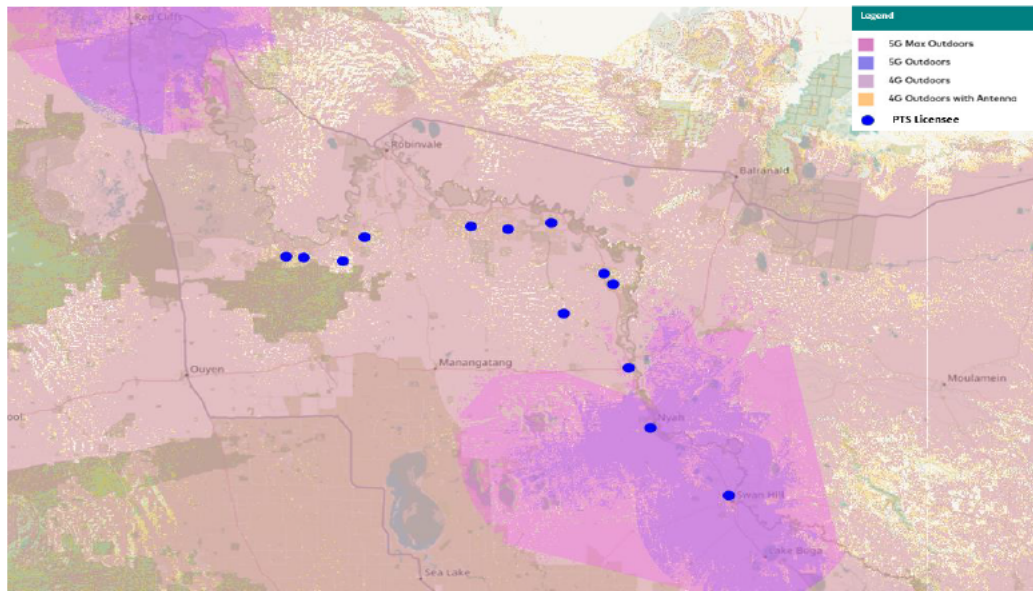 Legend
5G Max Outdoors
5G Outdoors
4G Outdoors
4G Outdoors with Antenna
PTS Licensee
Red Cliffs
Robinvale
Balranald
Ouyen
Manangatang
Moulamein
ool
Nyah
Swan Hill
Lake Boga
Sea Lake